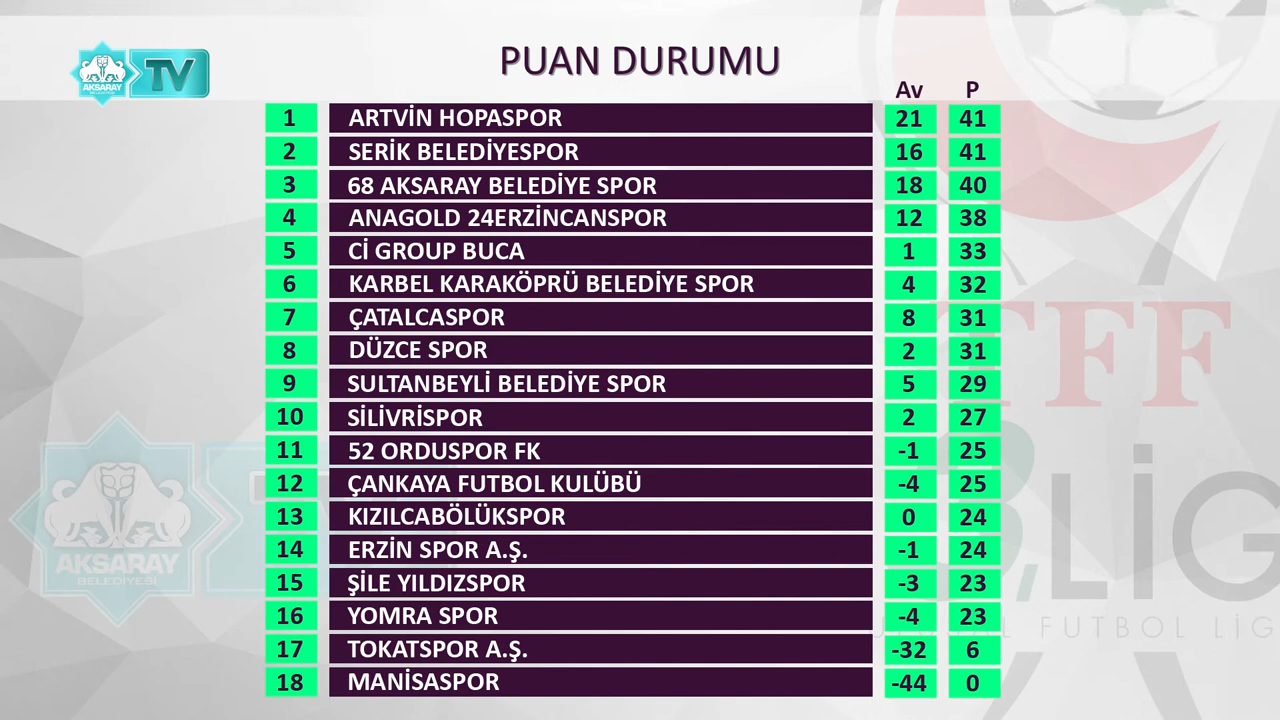 AKSARAY
BELEDİYESİ
TV
PUAN DURUMU
Av P
1 ARTVİN HOPASPOR 21 41
2 SERİK BELEDİYESPOR 16 41
3 68 AKSARAY BELEDİYE SPOR 18 40
4 ANAGOLD 24ERZİNCANSPOR 12 38
5 Cİ GROUP BUCA 1 33
6 KARBEL KARAKÖPRÜ BELEDİYE SPOR 4 32
7 ÇATALCASPOR 8 31
8 DÜZCE SPOR 2 31
9 SULTANBEYLİ BELEDİYE SPOR 5 29
10 SİLİVRİSPOR 2 27
11 52 ORDUSPOR FK -1 25
12 ÇANKAYA FUTBOL KULÜBÜ -4 25
13 KIZILCABÖLÜKSPOR 0 24
14 ERZİN SPOR A.Ş. -1 24
15 ŞİLE YILDIZSPOR -3 23
16 YOMRA SPOR -4 23
17 TOKATSPOR A.Ş. -32 6
18 MANİSASPOR -44 0
TFF
LİG
FUTBOL LİG
AKSARAY
BELEDİYESİ